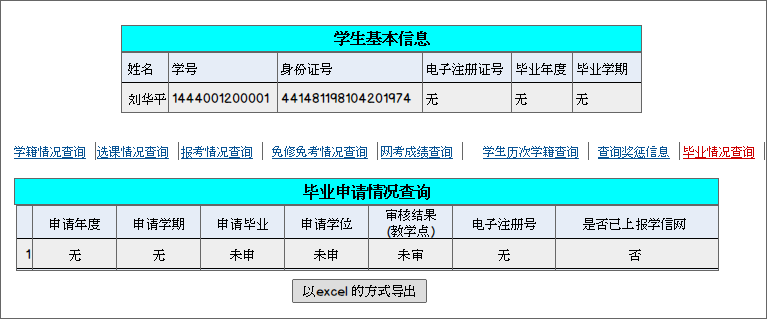 学生基本信息
姓名 学号 身份证号 电子注册证号 毕业年度 毕业学期
刘华平 1444001200001 441481198104201974 无 无 无
学籍情况查询 选课情况查询 报考情况查询 免修免考情况查询 网考成绩查询 学生历次学籍查询 查询奖惩信息 毕业情况查询
毕业申请情况查询
申请年度 申请学期 申请毕业 申请学位 审核结果(教学点) 电子注册号 是否已上报学信网
1 无 无 未审 未审 未审 无 否
以excel 的方式导出